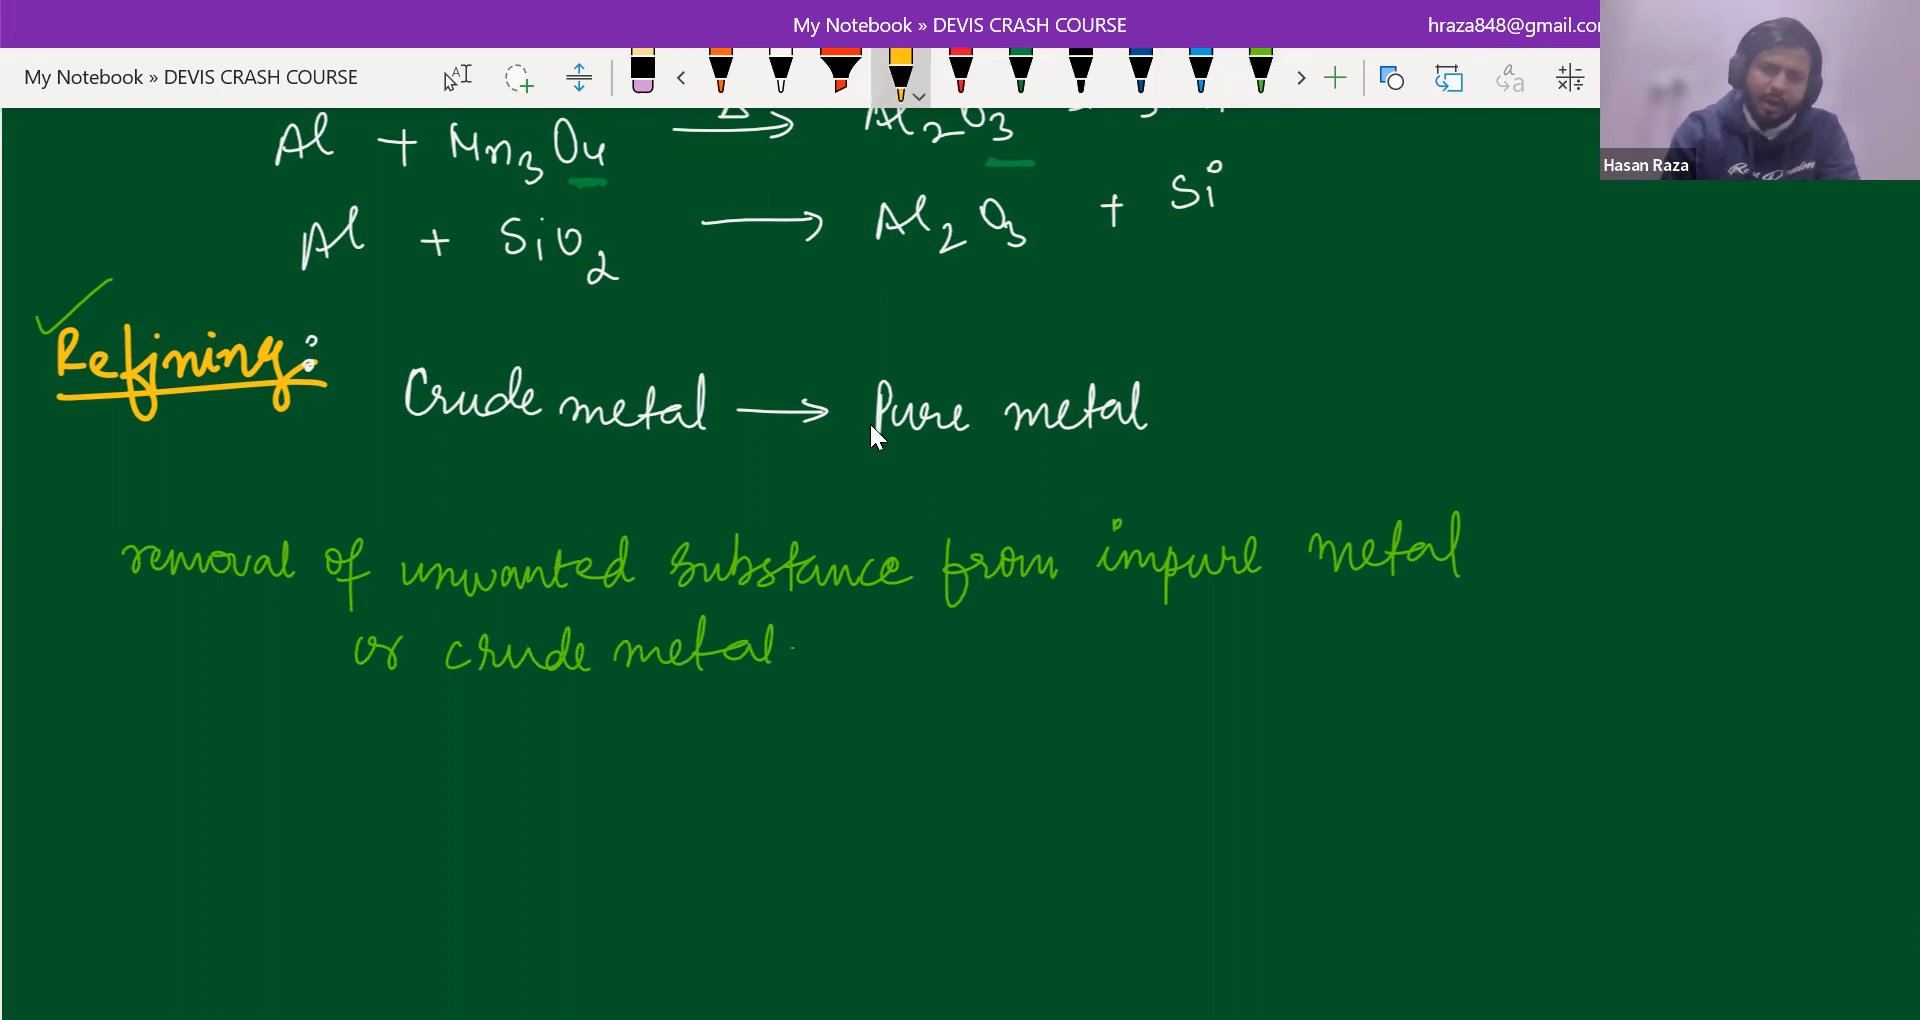 My Notebook » DEVIS CRASH COURSE
hraza848@gmail.co
My Notebook » DEVIS CRASH COURSE
Hasan Raza
Al + Mn3O4 Δ→ Al2O3
Al + SiO2 → Al2O3 + Si
Refining:
Crude metal → Pure metal
removal of unwanted substance from impure metal
or crude metal.